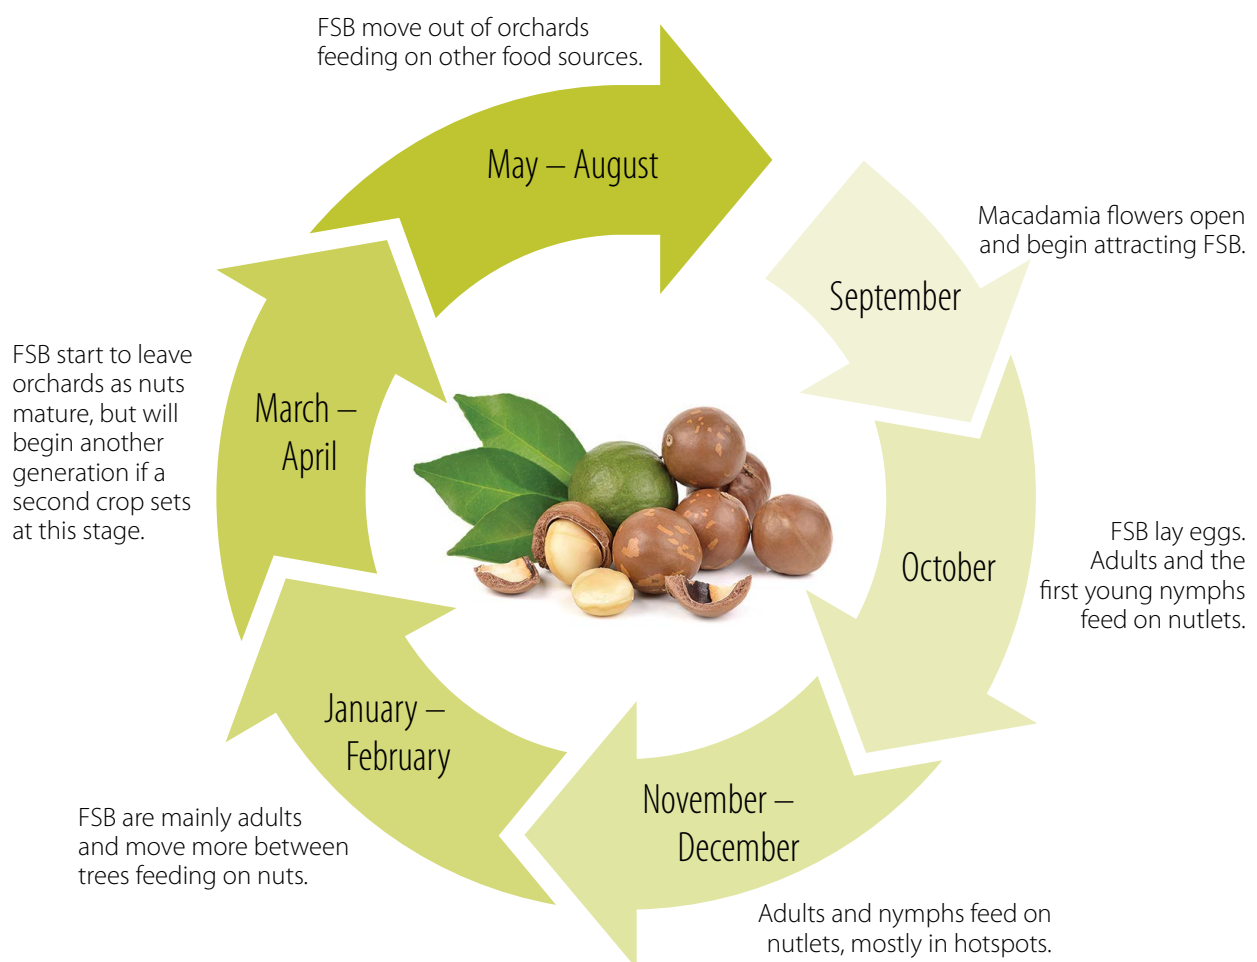 FSB move out of orchards
feeding on other food sources.
May – August
Macadamia flowers open
and begin attracting FSB.
September
FSB lay eggs.
Adults and the
first young nymphs
feed on nutlets.
October
November –
December
Adults and nymphs feed on
nutlets, mostly in hotspots.
January –
February
FSB are mainly adults
and move more between
trees feeding on nuts.
March –
April
FSB start to leave
orchards as nuts
mature, but will
begin another
generation if a
second crop sets
at this stage.